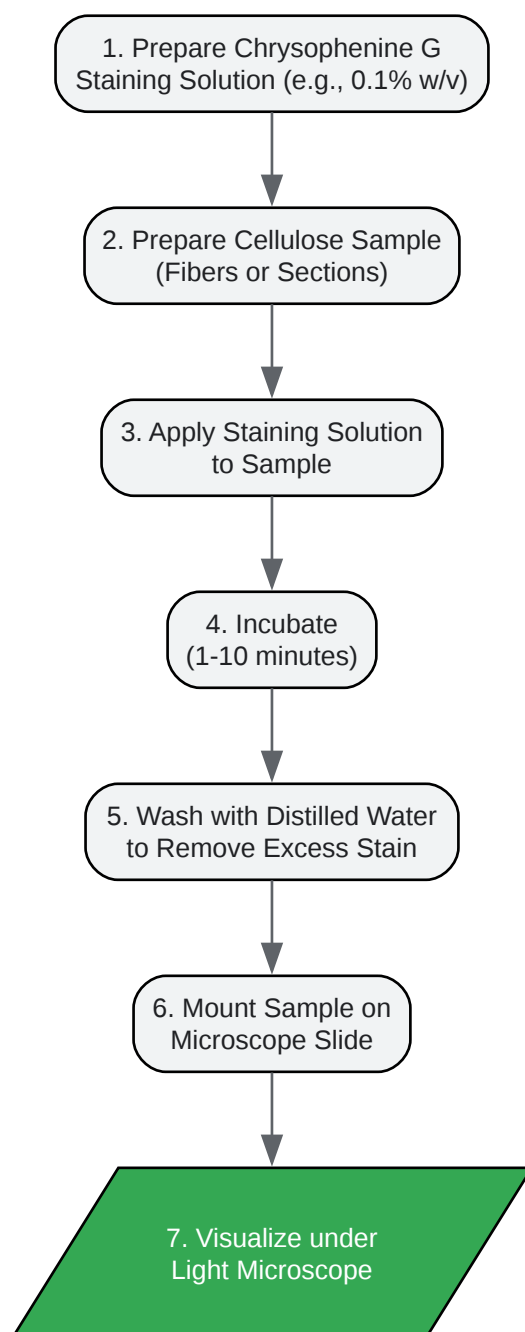 1. Prepare Chrysophenine G
Staining Solution (e.g., 0.1% w/v)
2. Prepare Cellulose Sample
(Fibers or Sections)
3. Apply Staining Solution
to Sample
4. Incubate
(1-10 minutes)
5. Wash with Distilled Water
to Remove Excess Stain
6. Mount Sample on
Microscope Slide
7. Visualize under
Light Microscope